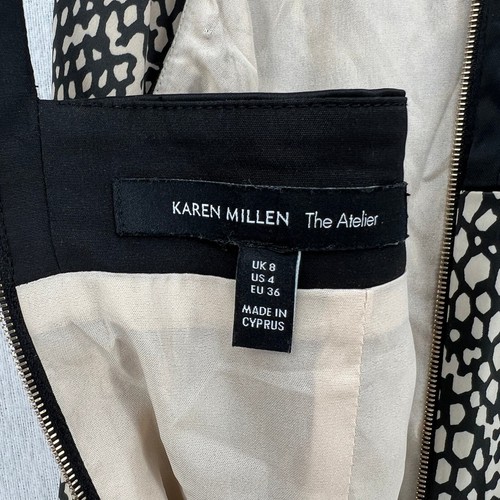 KAREN MILLEN The Atelier
UK 8
US 4
EU 36
MADE IN
CYPRUS